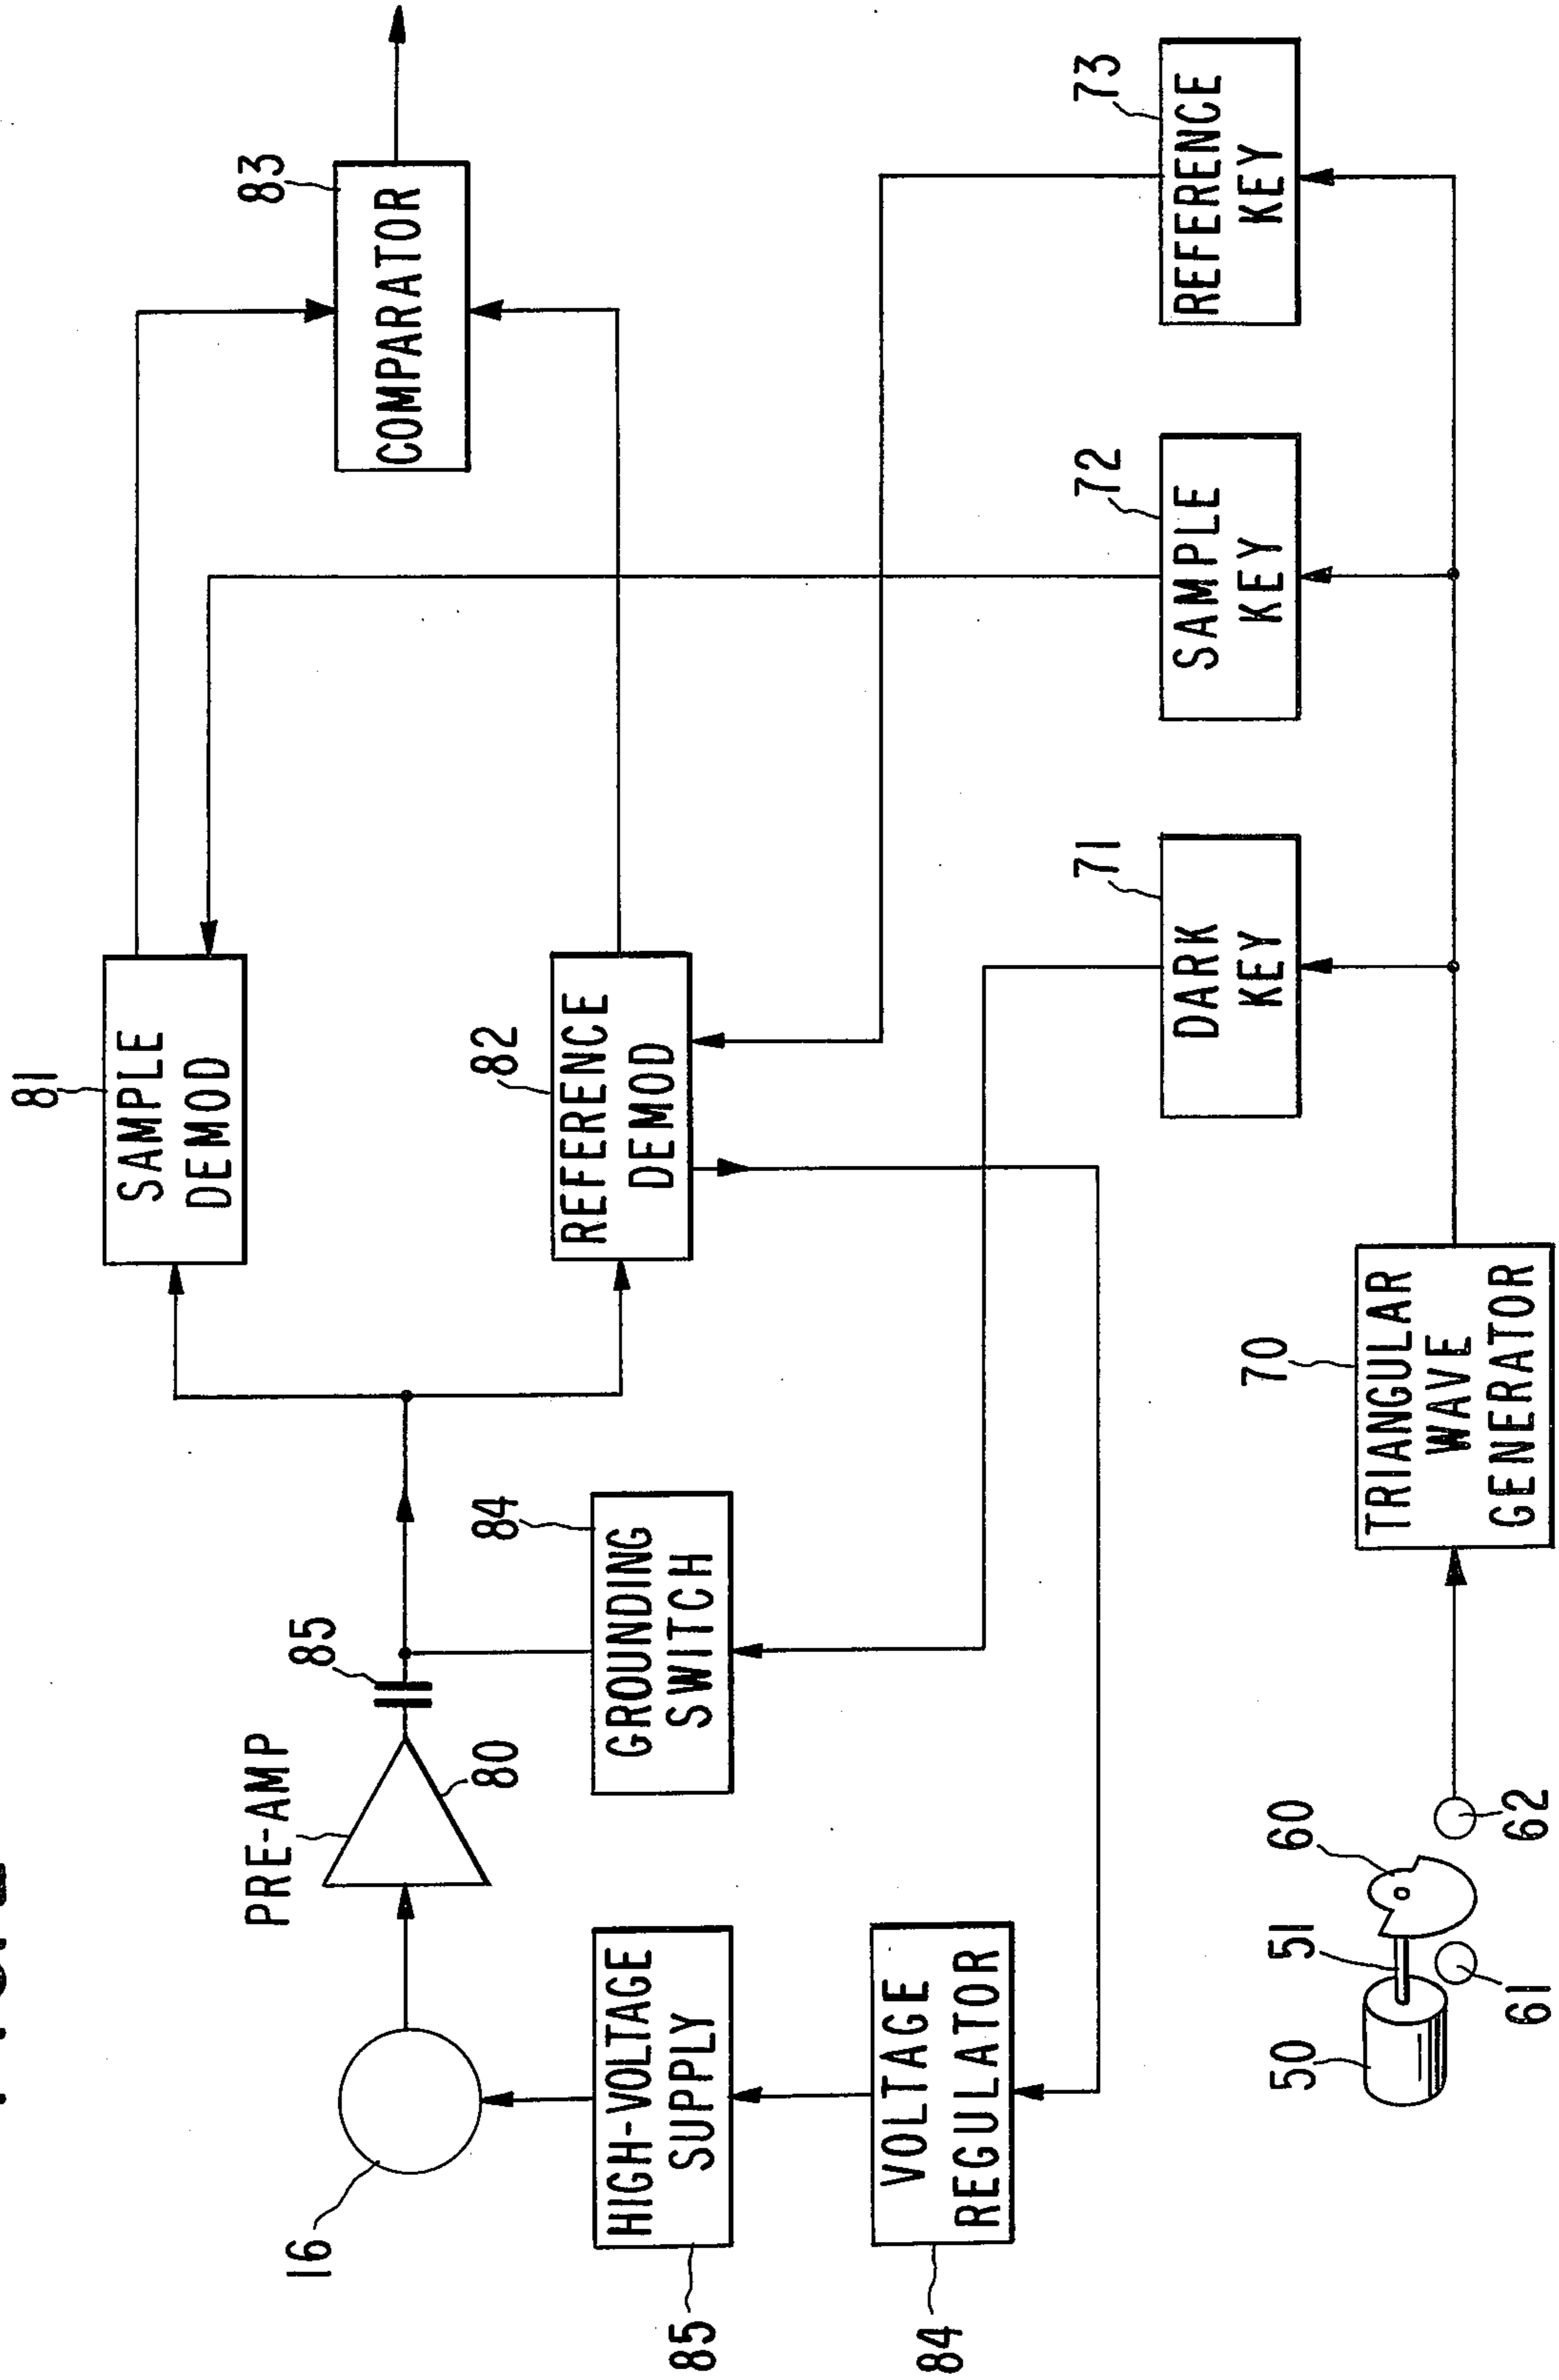 81
SAMPLE
DEMOD
83
COMPARATOR
PRE-AMP
80
85
84
GROUNDING
SWITCH
82
REFERENCE
DEMOD
16
HIGH-VOLTAGE
SUPPLY
85
VOLTAGE
REGULATOR
84
71
DARK
KEY
72
SAMPLE
KEY
73
REFERENCE
KEY
50
51
60
61
62
70
TRIANGULAR
WAVE
GENERATOR